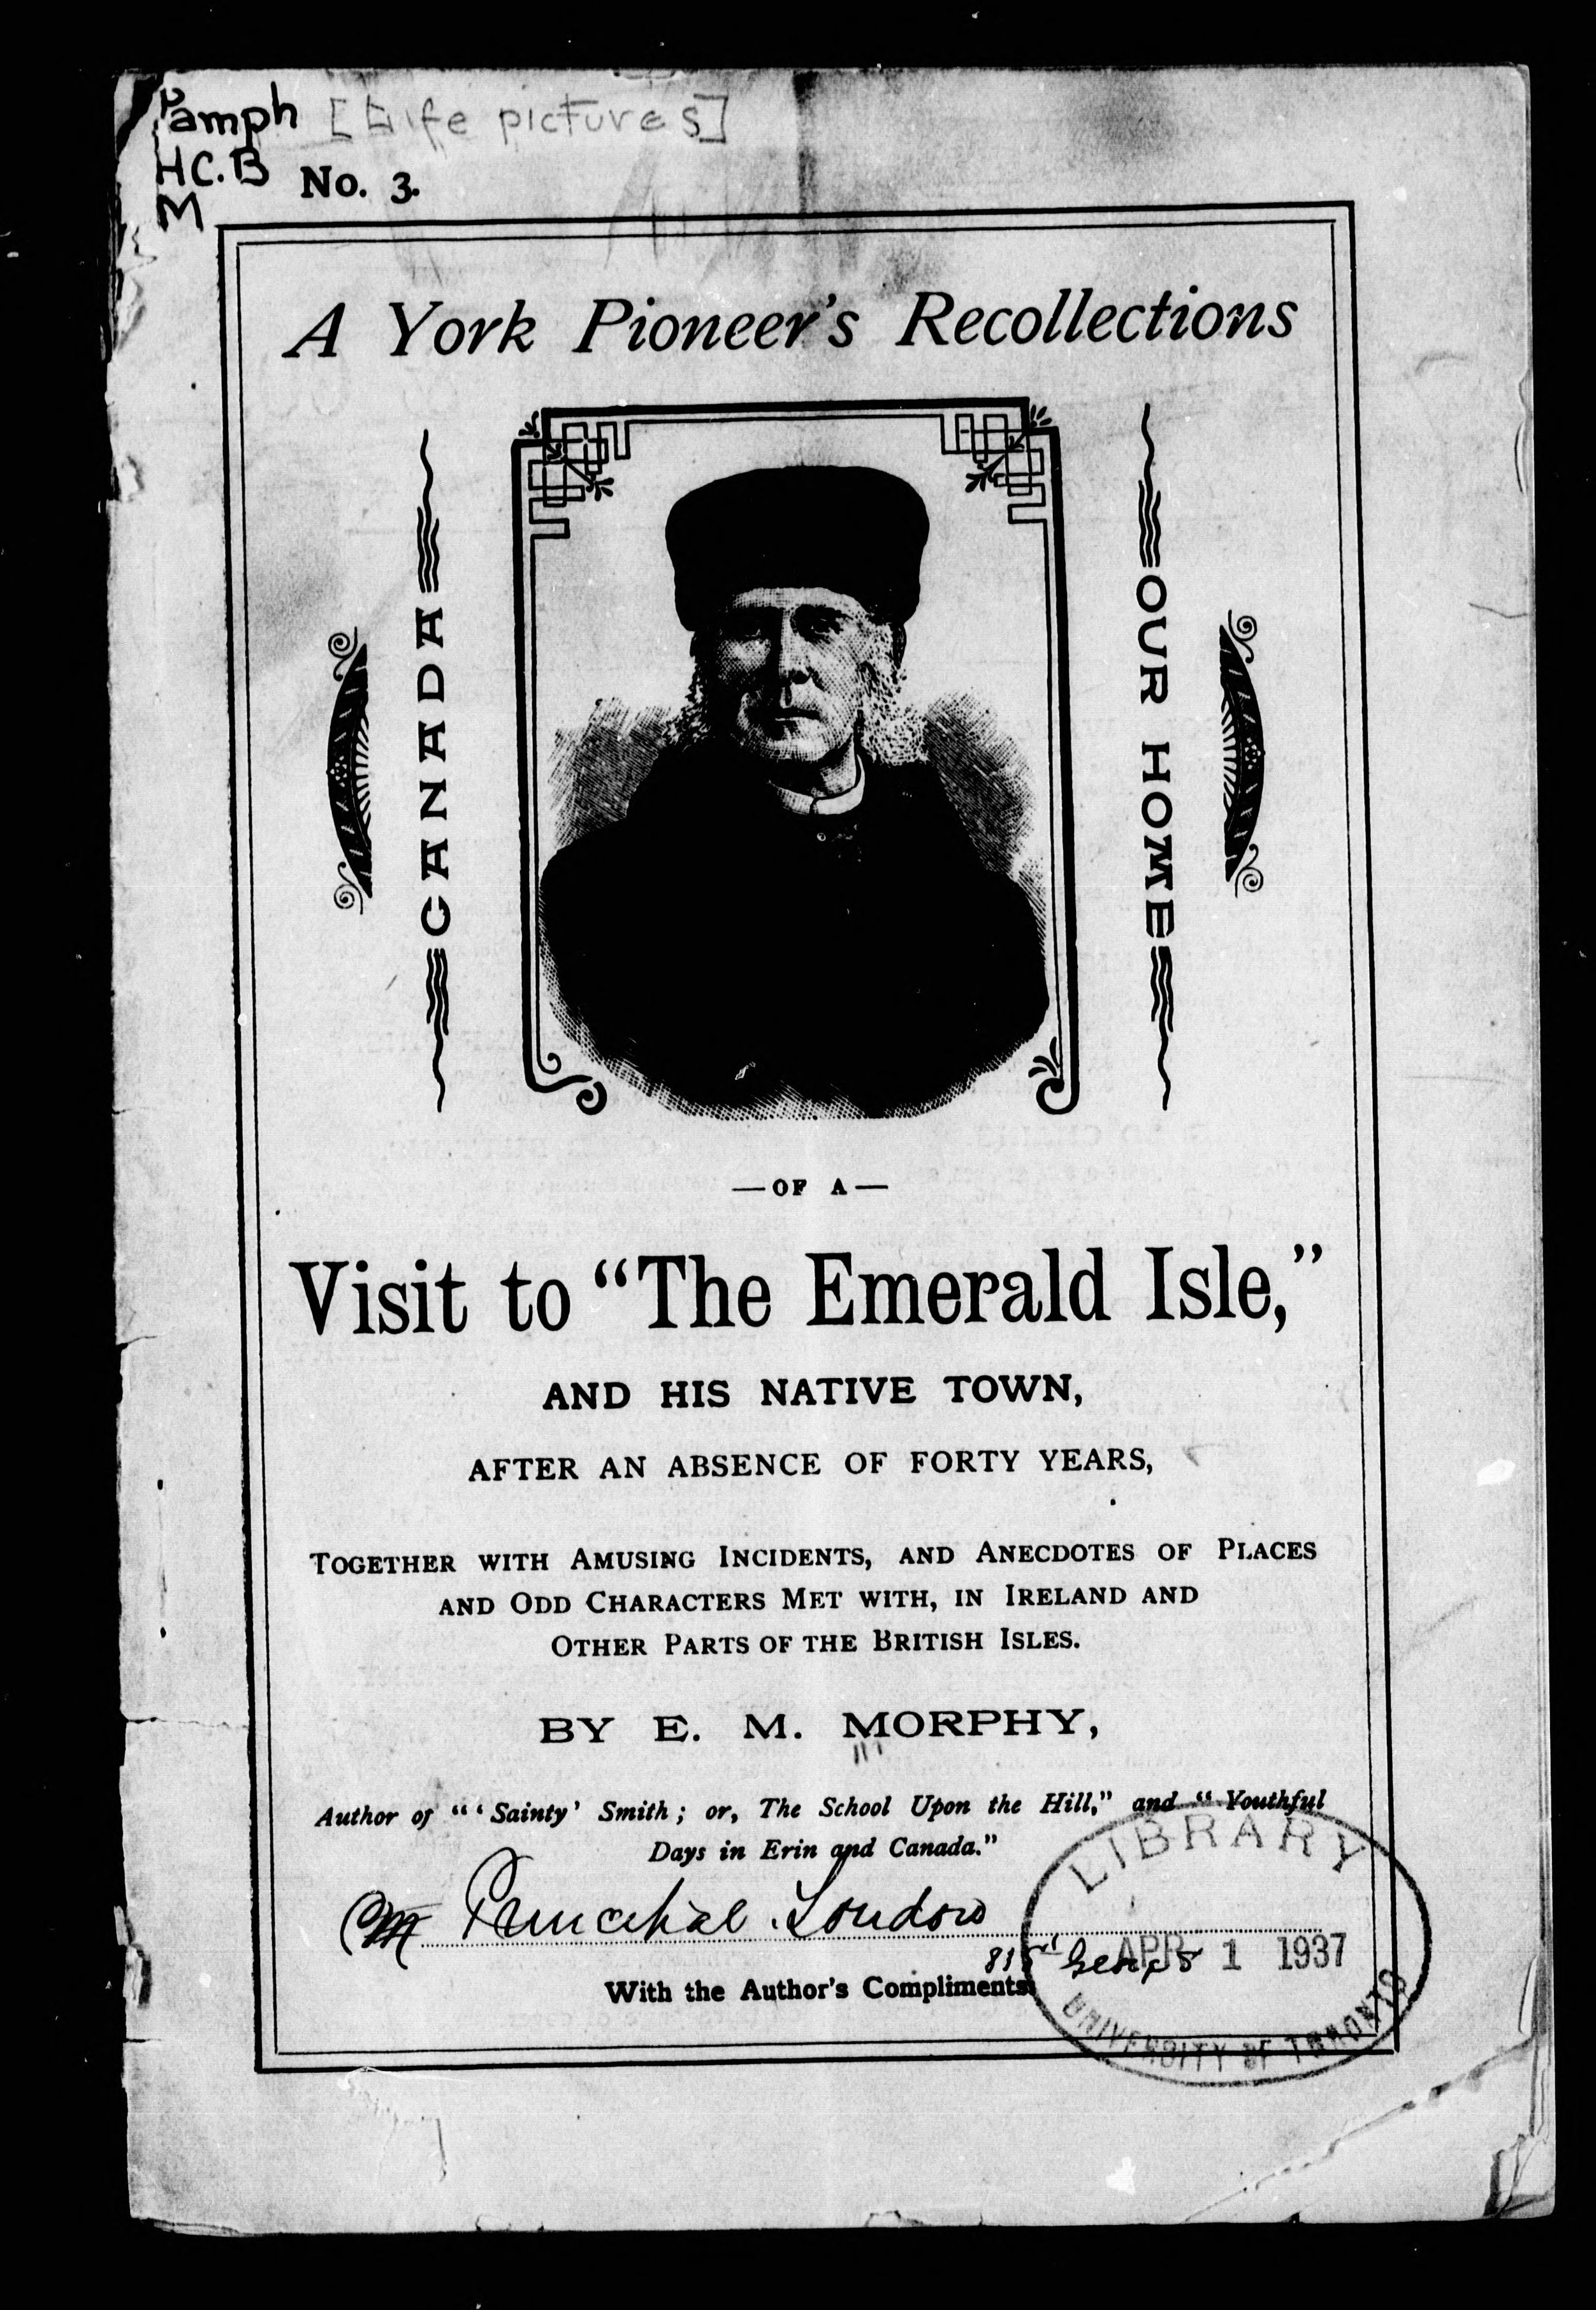 Pamph [Life pictures]
HC.B
M
No. 3.
A York Pioneer's Recollections
CANADA
OUR HOME
—OF A—
Visit to "The Emerald Isle,"
AND HIS NATIVE TOWN,
AFTER AN ABSENCE OF FORTY YEARS,
TOGETHER WITH AMUSING INCIDENTS, AND ANECDOTES OF PLACES
AND ODD CHARACTERS MET WITH, IN IRELAND AND
OTHER PARTS OF THE BRITISH ISLES.
BY E. M. MORPHY,
Author of "'Sainty' Smith; or, The School Upon the Hill," and "Youthful
Days in Erin and Canada."
Principal Loudon
With the Author's Compliments
LIBRARY
APR 1 1937
UNIVERSITY OF TORONTO